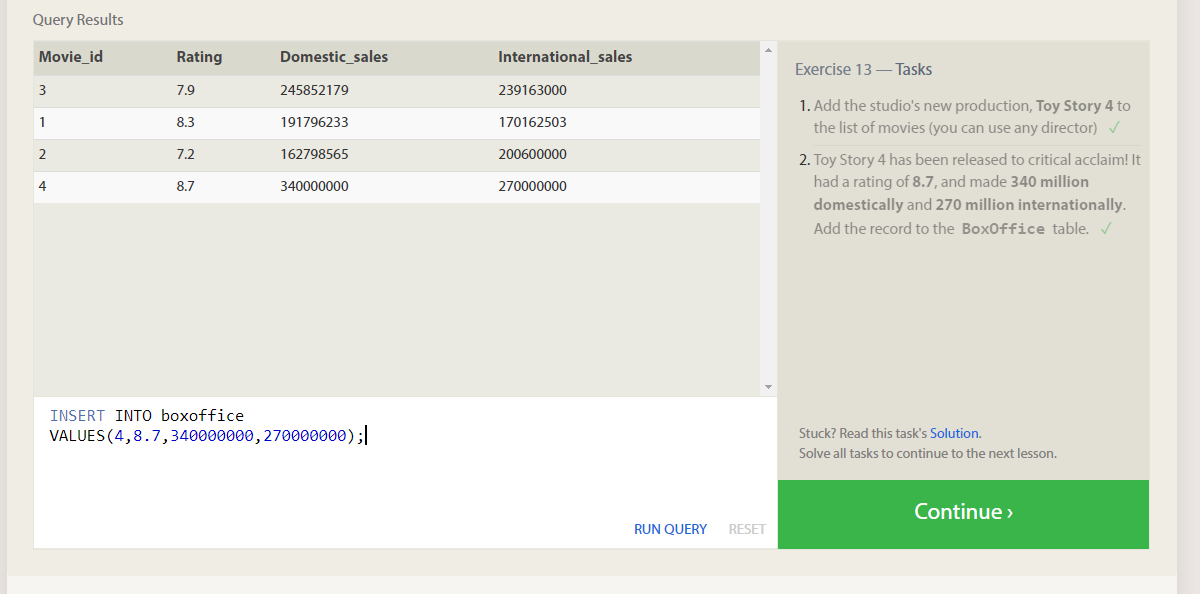 Query Results
Movie_id Rating Domestic_sales International_sales
3 7.9 245852179 239163000
1 8.3 191796233 170162503
2 7.2 162798565 200600000
4 8.7 340000000 270000000
INSERT INTO boxoffice
VALUES(4,8.7,340000000,270000000);
RUN QUERY RESET
Exercise 13 — Tasks
1. Add the studio's new production, Toy Story 4 to
the list of movies (you can use any director) ✓
2. Toy Story 4 has been released to critical acclaim! It
had a rating of 8.7, and made 340 million
domestically and 270 million internationally.
Add the record to the BoxOffice table. ✓
Stuck? Read this task's Solution.
Solve all tasks to continue to the next lesson.
Continue ›